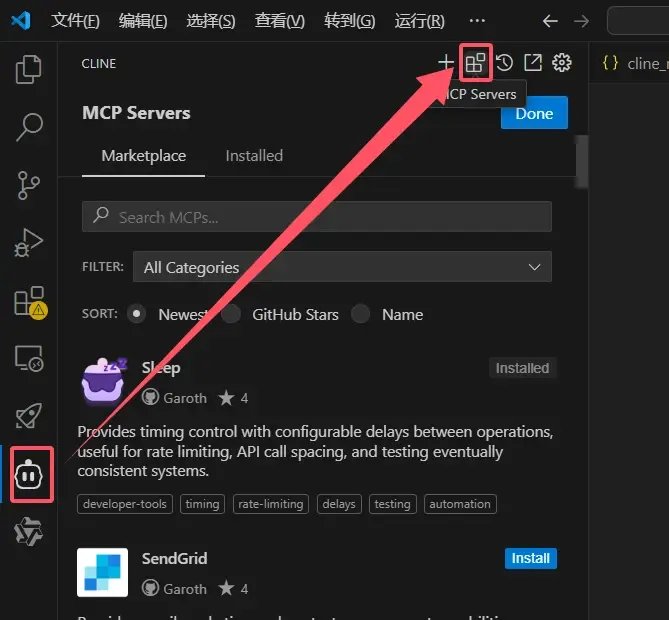 文件(F) 编辑(E) 选择(S) 查看(V) 转到(G) 运行(R) ···
CLINE
{} cline_
CP Servers
MCP Servers
Done
Marketplace Installed
Search MCPs...
FILTER: All Categories
SORT: Newest GitHub Stars Name
Sleep Installed
Garoth 4
Provides timing control with configurable delays between operations,
useful for rate limiting, API call spacing, and testing eventually
consistent systems.
developer-tools timing rate-limiting delays testing automation
SendGrid Install
Garoth 4